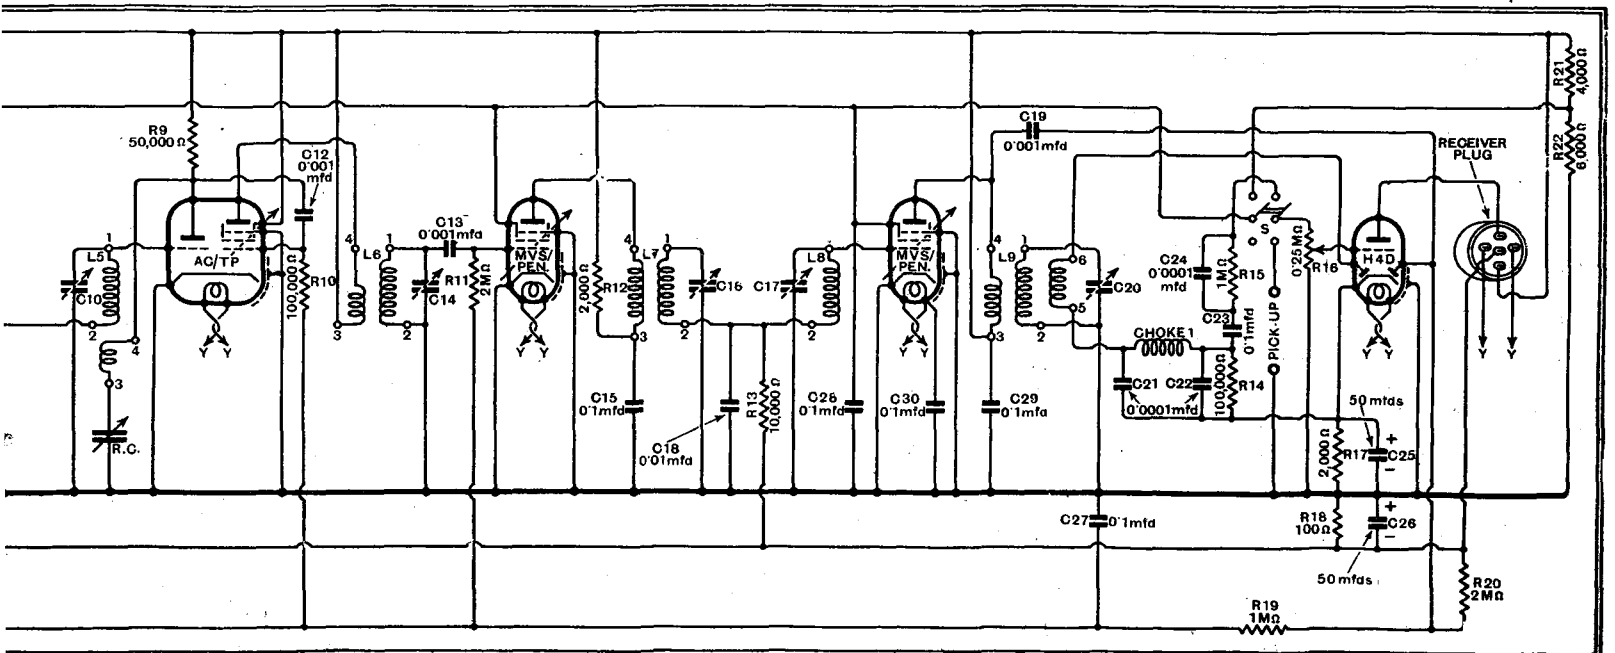 R9
50,000Ω
C12
0·001
mfd
1
L5
C10
2
4
3
R.C.
AC/TP
Y Y
100,000Ω
R10
4
L6
1
3
2
C14
C13
0·001mfd
R11
2MΩ
MVS/
PEN.
Y Y
2,000Ω
R12
4
L7
1
3
2
C15
0·1mfd
C16
C18
0·01mfd
R13
10,000Ω
C17
L8
1
2
C28
0·1mfd
MVS/
PEN.
Y Y
C30
0·1mfd
C19
0·001mfd
4
L9
1
6
3
2
5
C29
0·1mfd
C20
C27
0·1mfd
CHOKE 1
C21
C22
0·0001mfd
C24
0·0001
mfd
1MΩ
R15
C23
0·1mfd
100,000Ω
R14
S
PICK-UP
0·25MΩ
R16
H4D
Y Y
RECEIVER
PLUG
Y Y
R21
4,000Ω
R22
6,000Ω
50 mfds
2,000Ω
R17
+
C25
−
R18
100Ω
+
C26
−
50 mfds
R19
1MΩ
R20
2MΩ